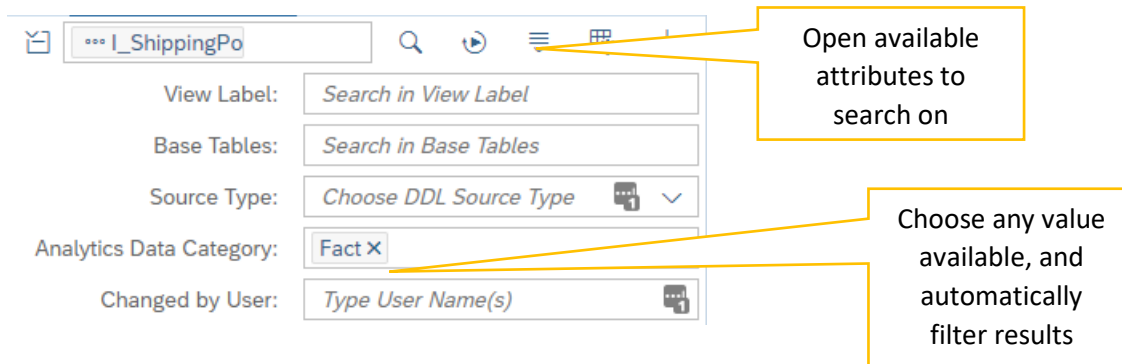 I_ShippingPo
Open available
attributes to
search on
View Label: Search in View Label
Base Tables: Search in Base Tables
Source Type: Choose DDL Source Type 1
Analytics Data Category: Fact ×
Changed by User: Type User Name(s) 1
Choose any value
available, and
automatically
filter results